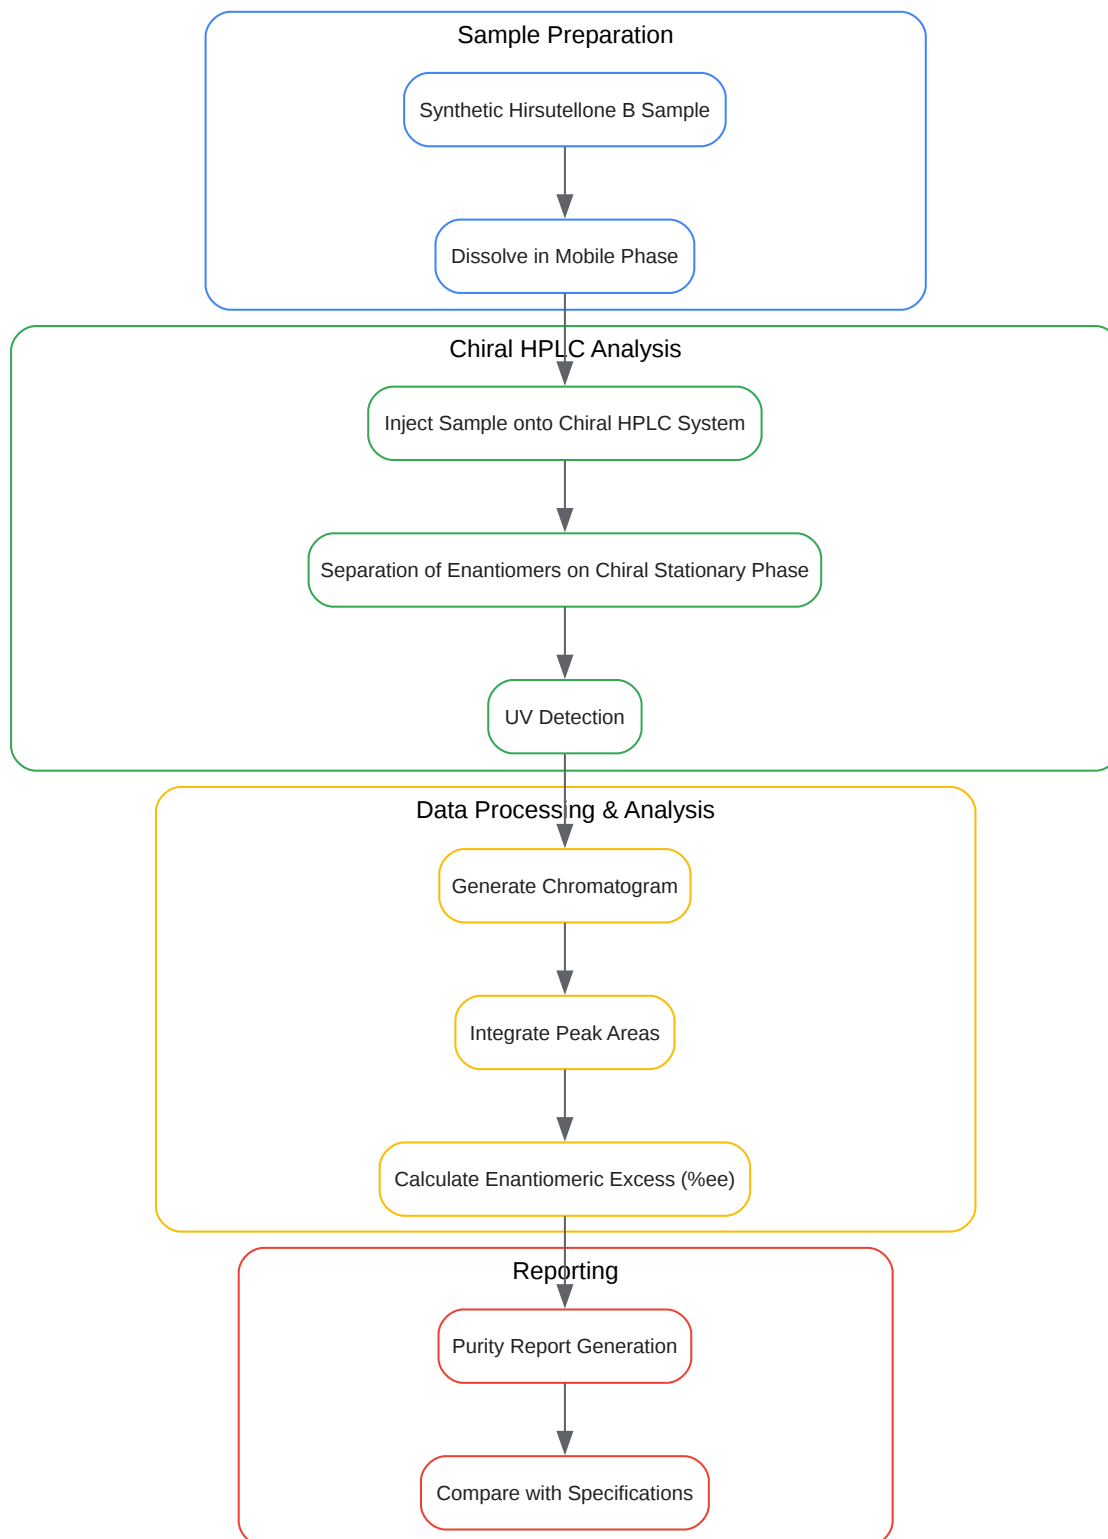 Sample Preparation
Synthetic Hirsutellone B Sample
Dissolve in Mobile Phase
Chiral HPLC Analysis
Inject Sample onto Chiral HPLC System
Separation of Enantiomers on Chiral Stationary Phase
UV Detection
Data Processing & Analysis
Generate Chromatogram
Integrate Peak Areas
Calculate Enantiomeric Excess (%ee)
Reporting
Purity Report Generation
Compare with Specifications